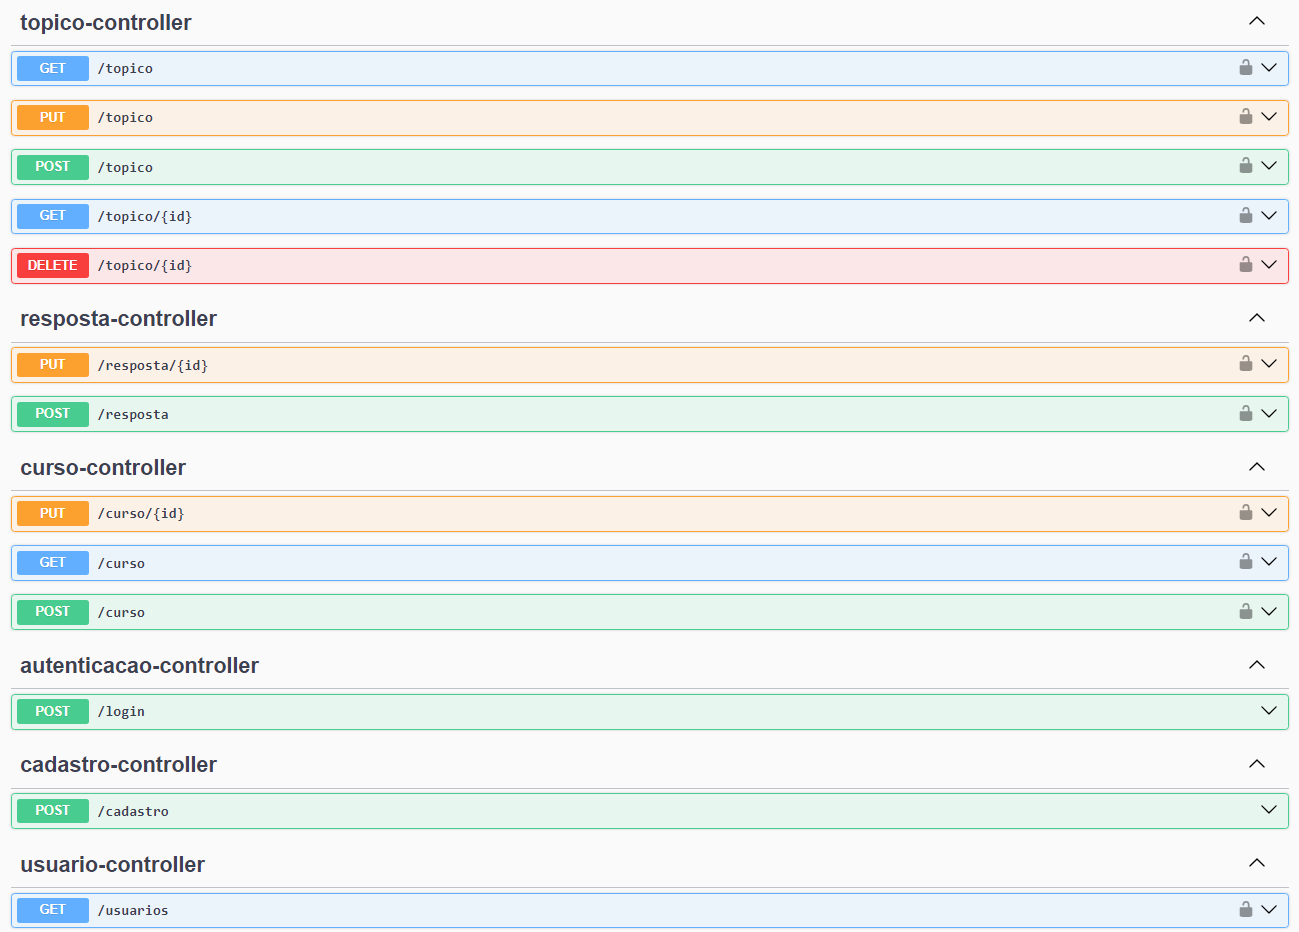 topico-controller
GET /topico
PUT /topico
POST /topico
GET /topico/{id}
DELETE /topico/{id}
resposta-controller
PUT /resposta/{id}
POST /resposta
curso-controller
PUT /curso/{id}
GET /curso
POST /curso
autenticacao-controller
POST /login
cadastro-controller
POST /cadastro
usuario-controller
GET /usuarios